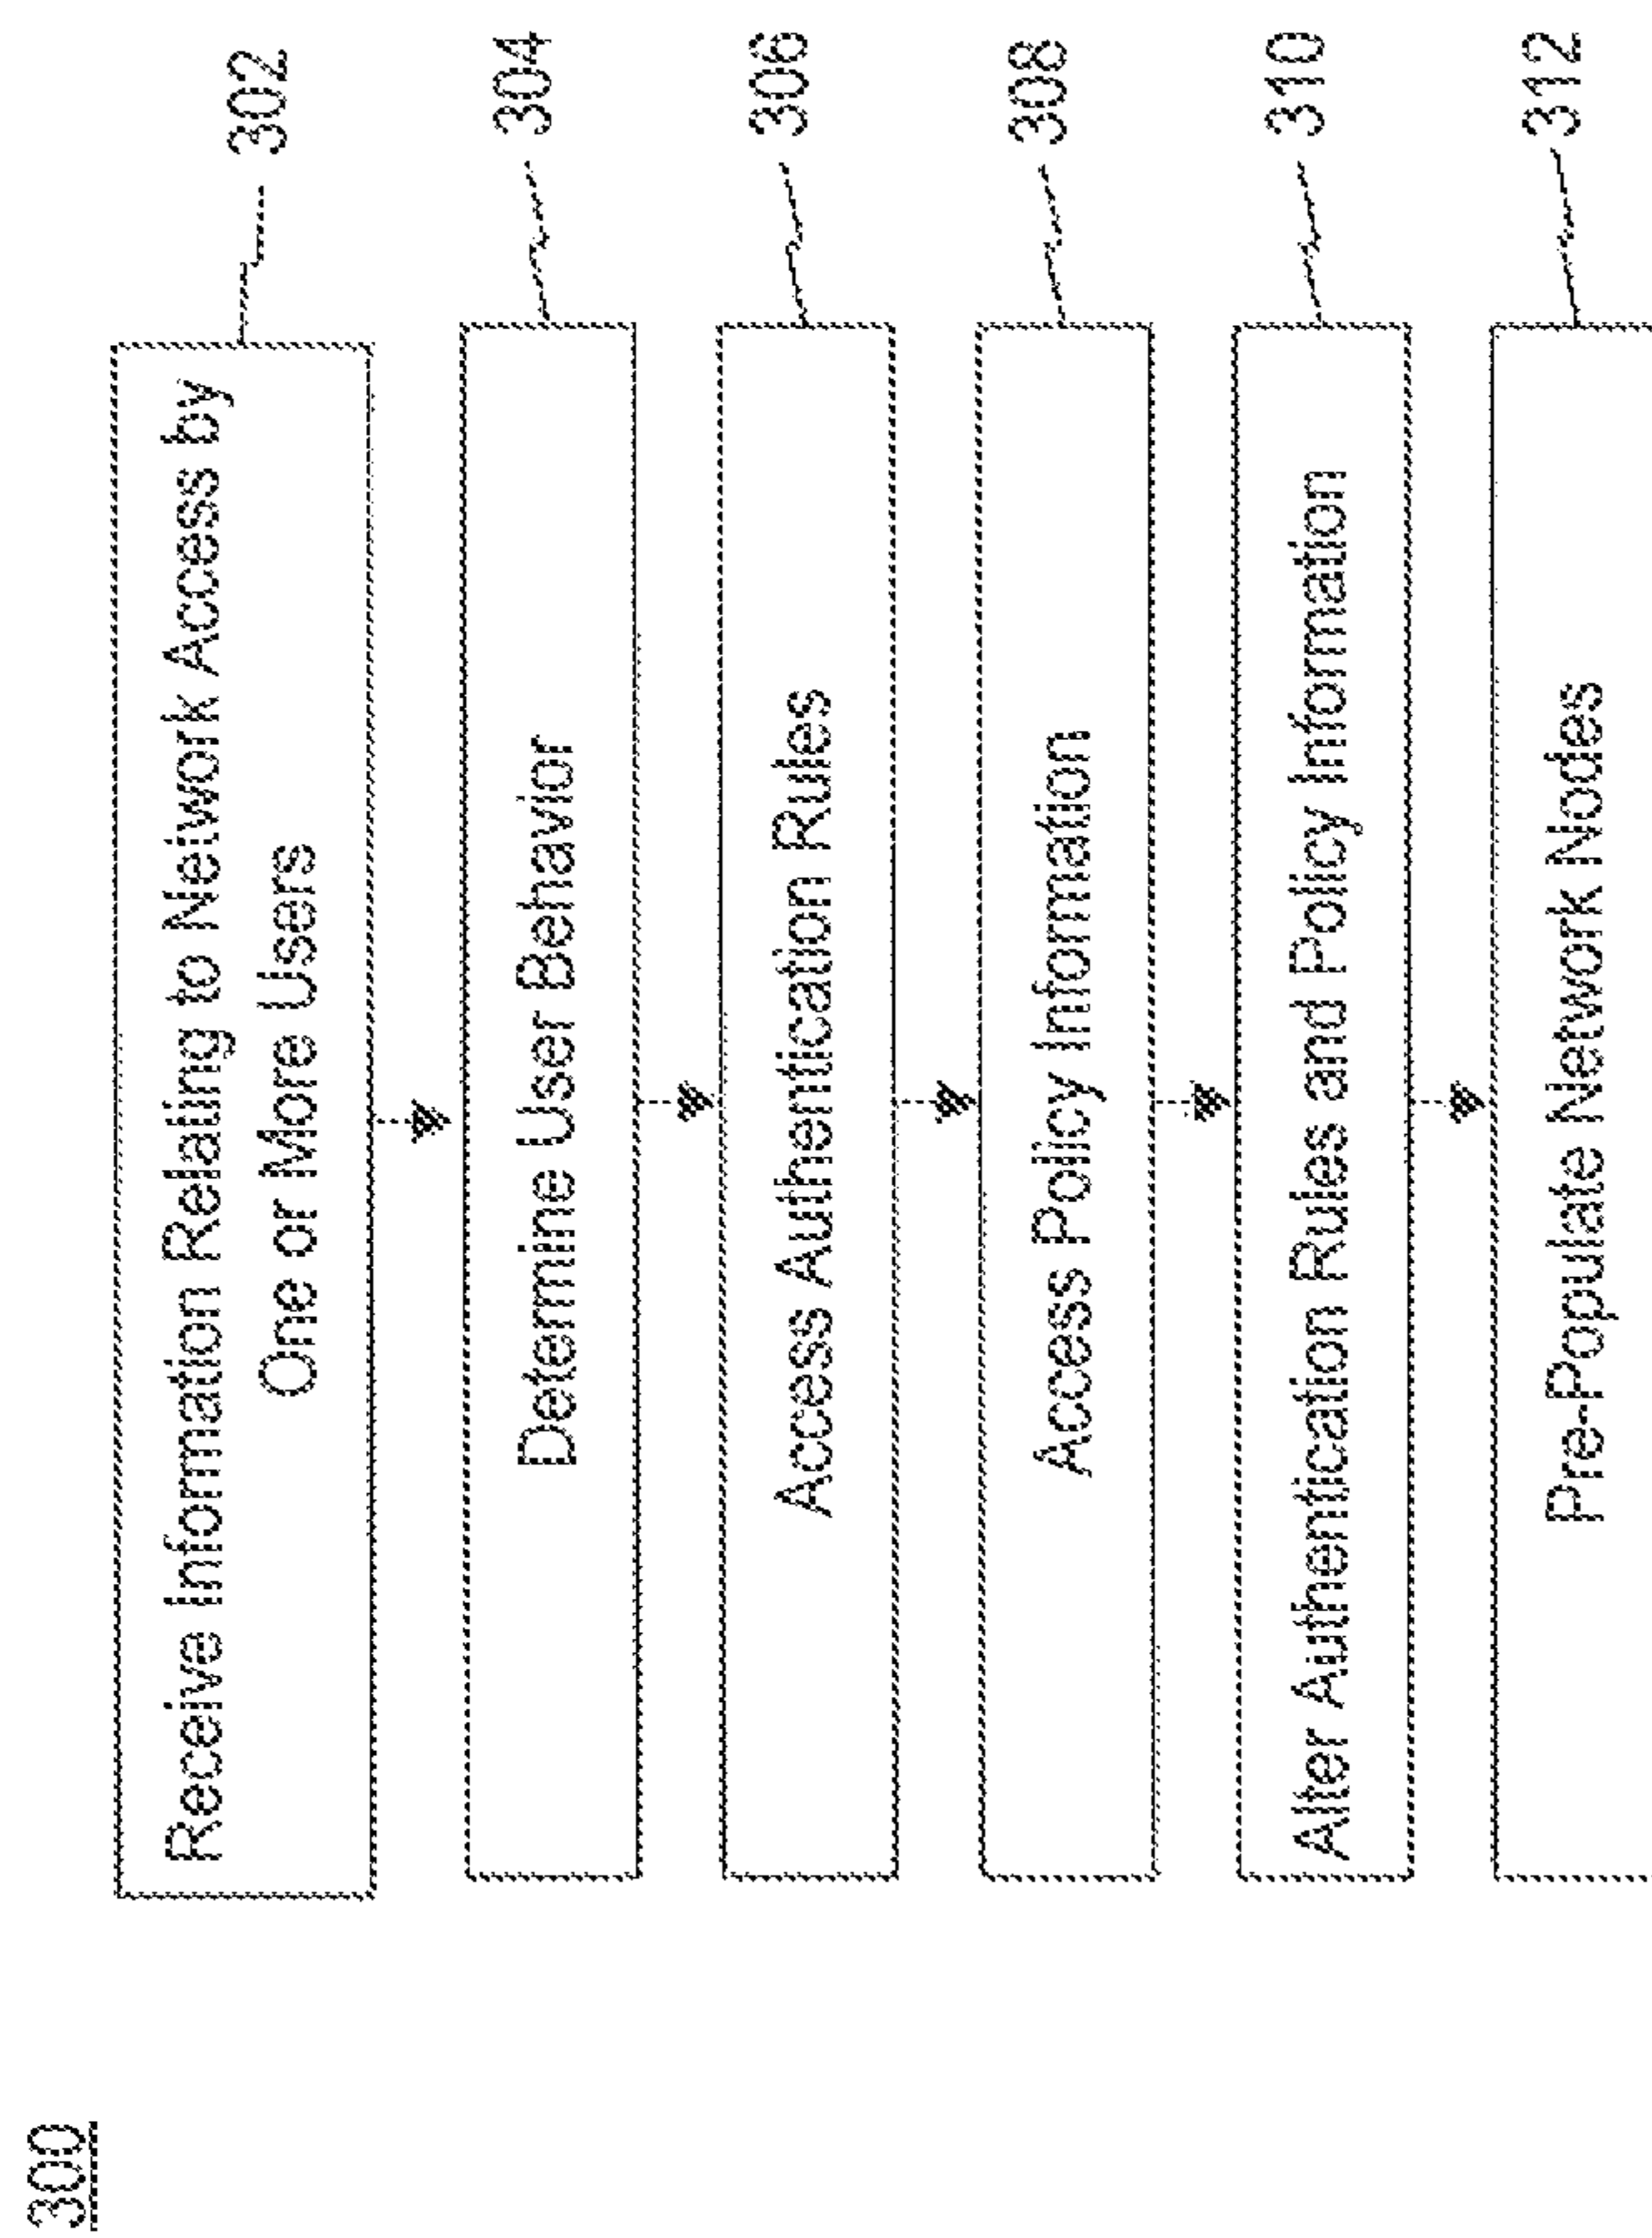 300
Receive Information Relating to Network Access by
One or More Users
302
Determine User Behavior
304
Access Authentication Rules
306
Access Policy Information
308
Alter Authentication Rules and Policy Information
310
Pre-Populate Network Nodes
312